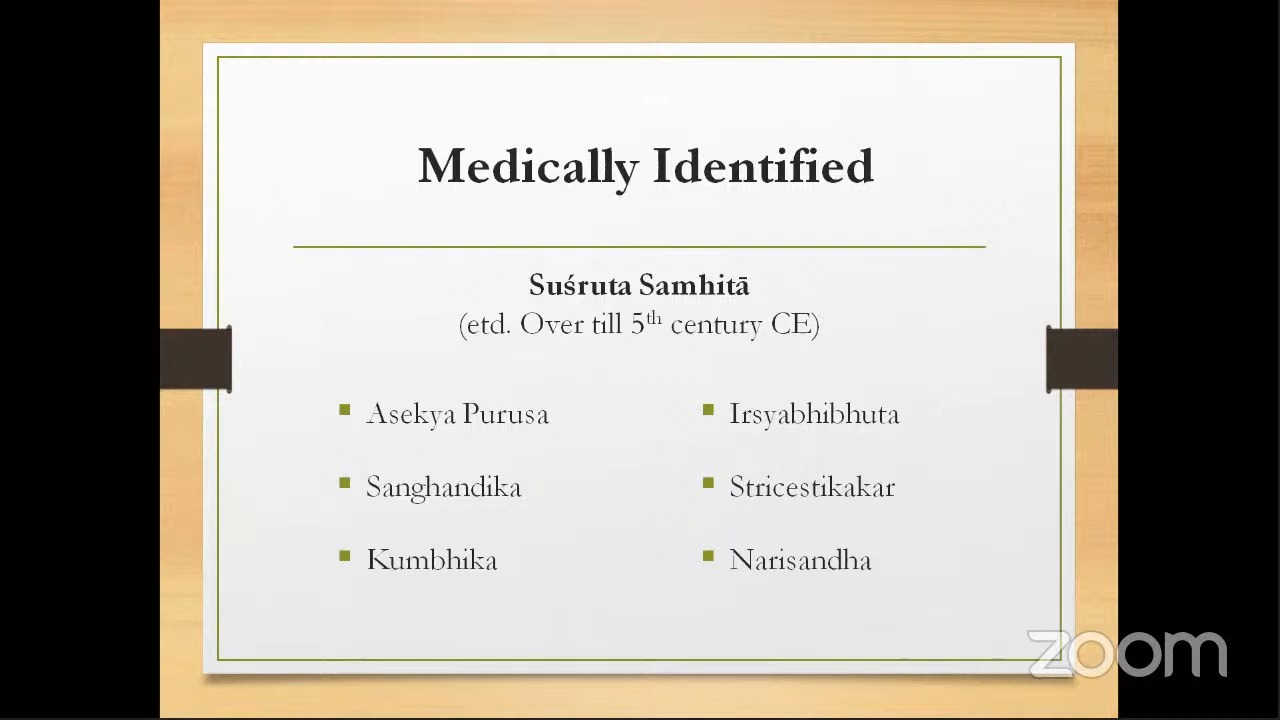 Medically Identified
Suśruta Samhitā
(etd. Over till 5th century CE)
Asekya Purusa
Sanghandika
Kumbhika
Irsyabhibhuta
Stricestikakar
Narisandha
zoom